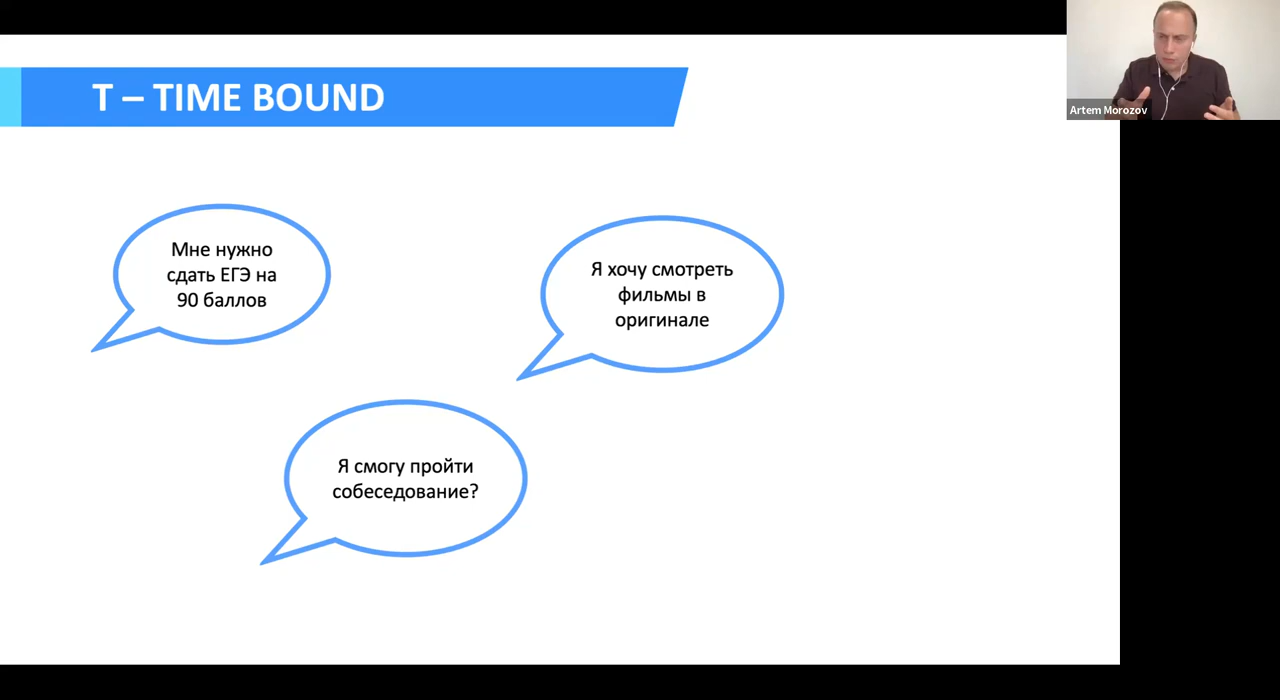 T – TIME BOUND
Artem Morozov
Мне нужно
сдать ЕГЭ на
90 баллов
Я хочу смотреть
фильмы в
оригинале
Я смогу пройти
собеседование?